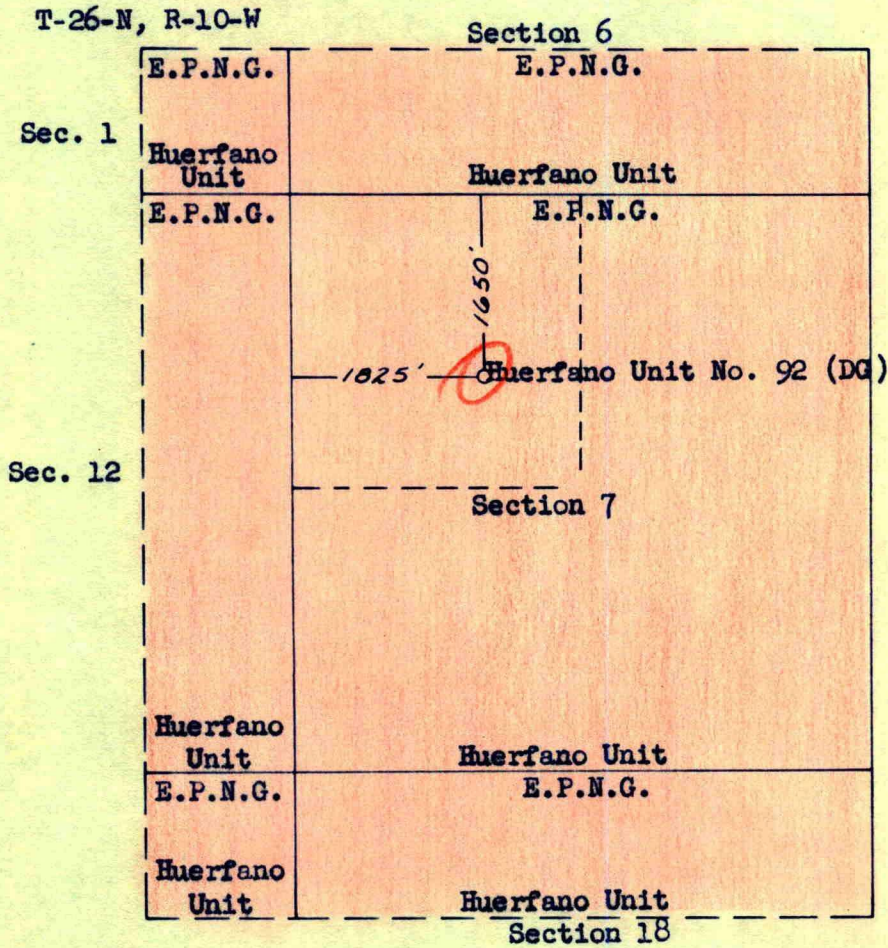 T-26-N, R-10-W
Section 6
E.P.N.G.
E.P.N.G.
Sec. 1
Huerfano
Unit
Huerfano Unit
E.P.N.G.
E.P.N.G.
1650'
1825'
Huerfano Unit No. 92 (DG)
Sec. 12
Section 7
Huerfano
Unit
Huerfano Unit
E.P.N.G.
E.P.N.G.
Huerfano
Unit
Huerfano Unit
Section 18